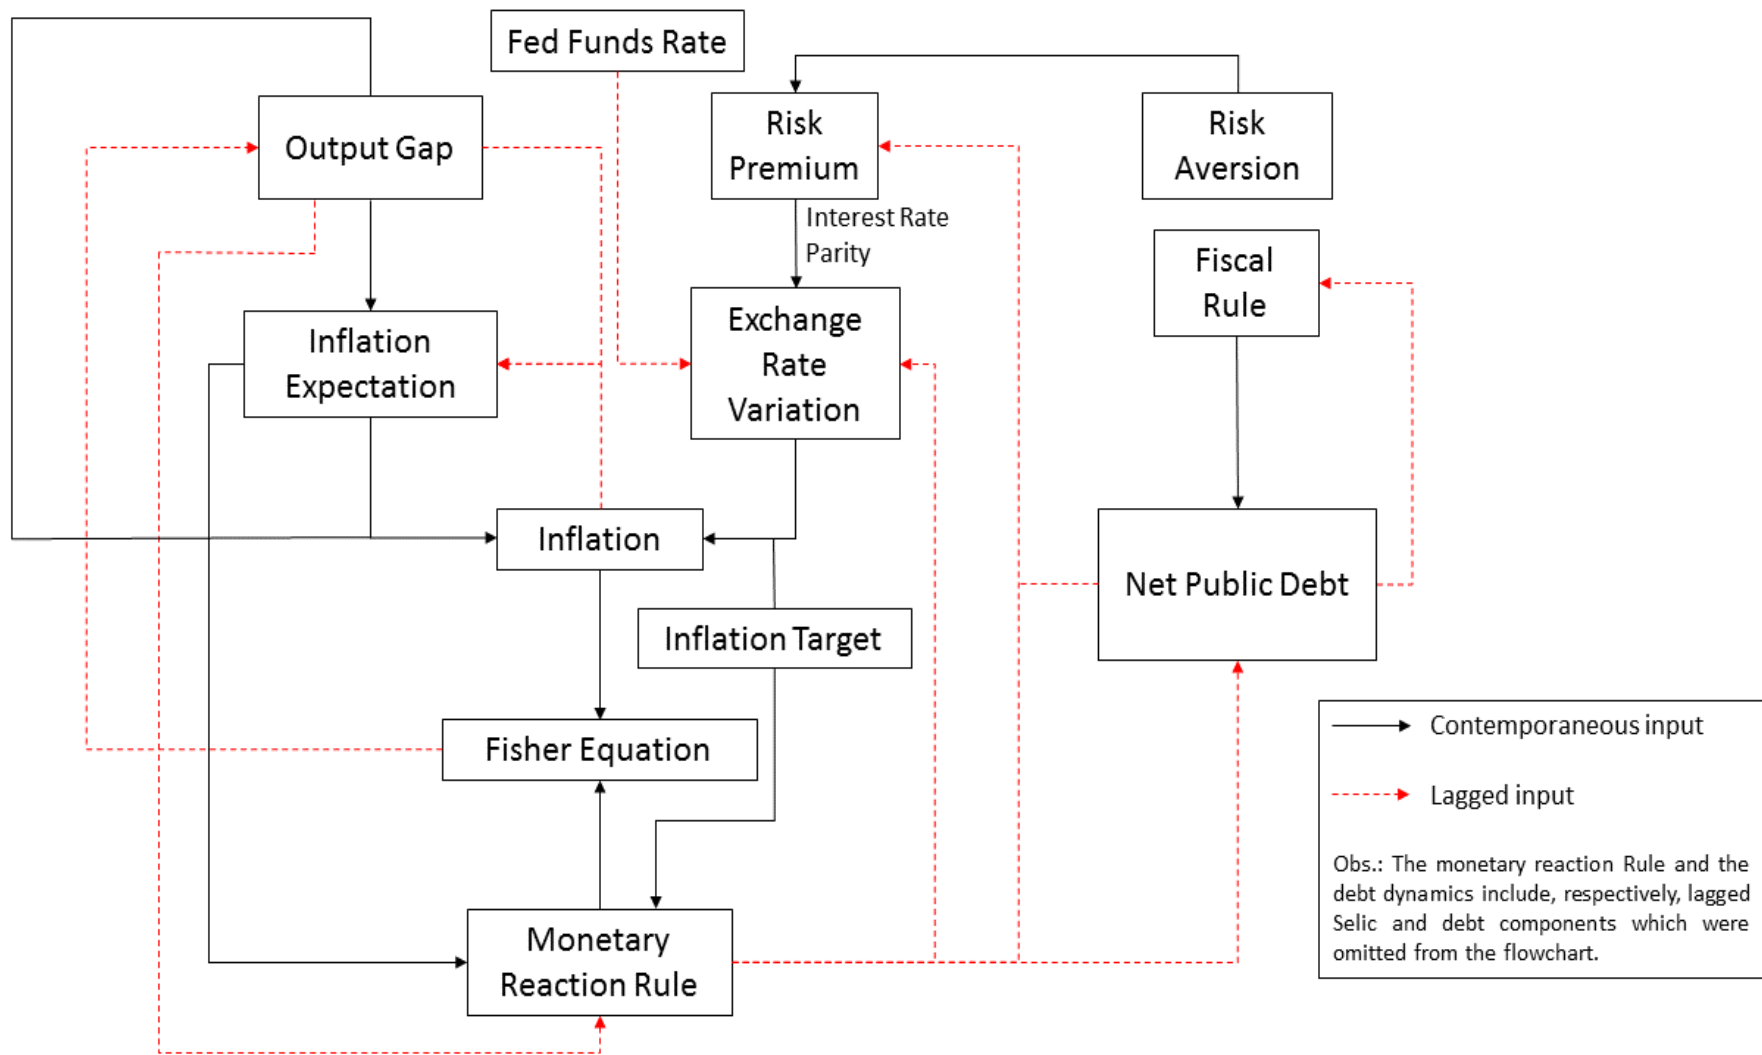 Fed Funds Rate
Output Gap
Risk
Premium
Risk
Aversion
Interest Rate
Parity
Fiscal
Rule
Inflation
Expectation
Exchange
Rate
Variation
Inflation
Net Public Debt
Inflation Target
Fisher Equation
Monetary
Reaction Rule
Contemporaneous input
Lagged input
Obs.: The monetary reaction Rule and the
debt dynamics include, respectively, lagged
Selic and debt components which were
omitted from the flowchart.